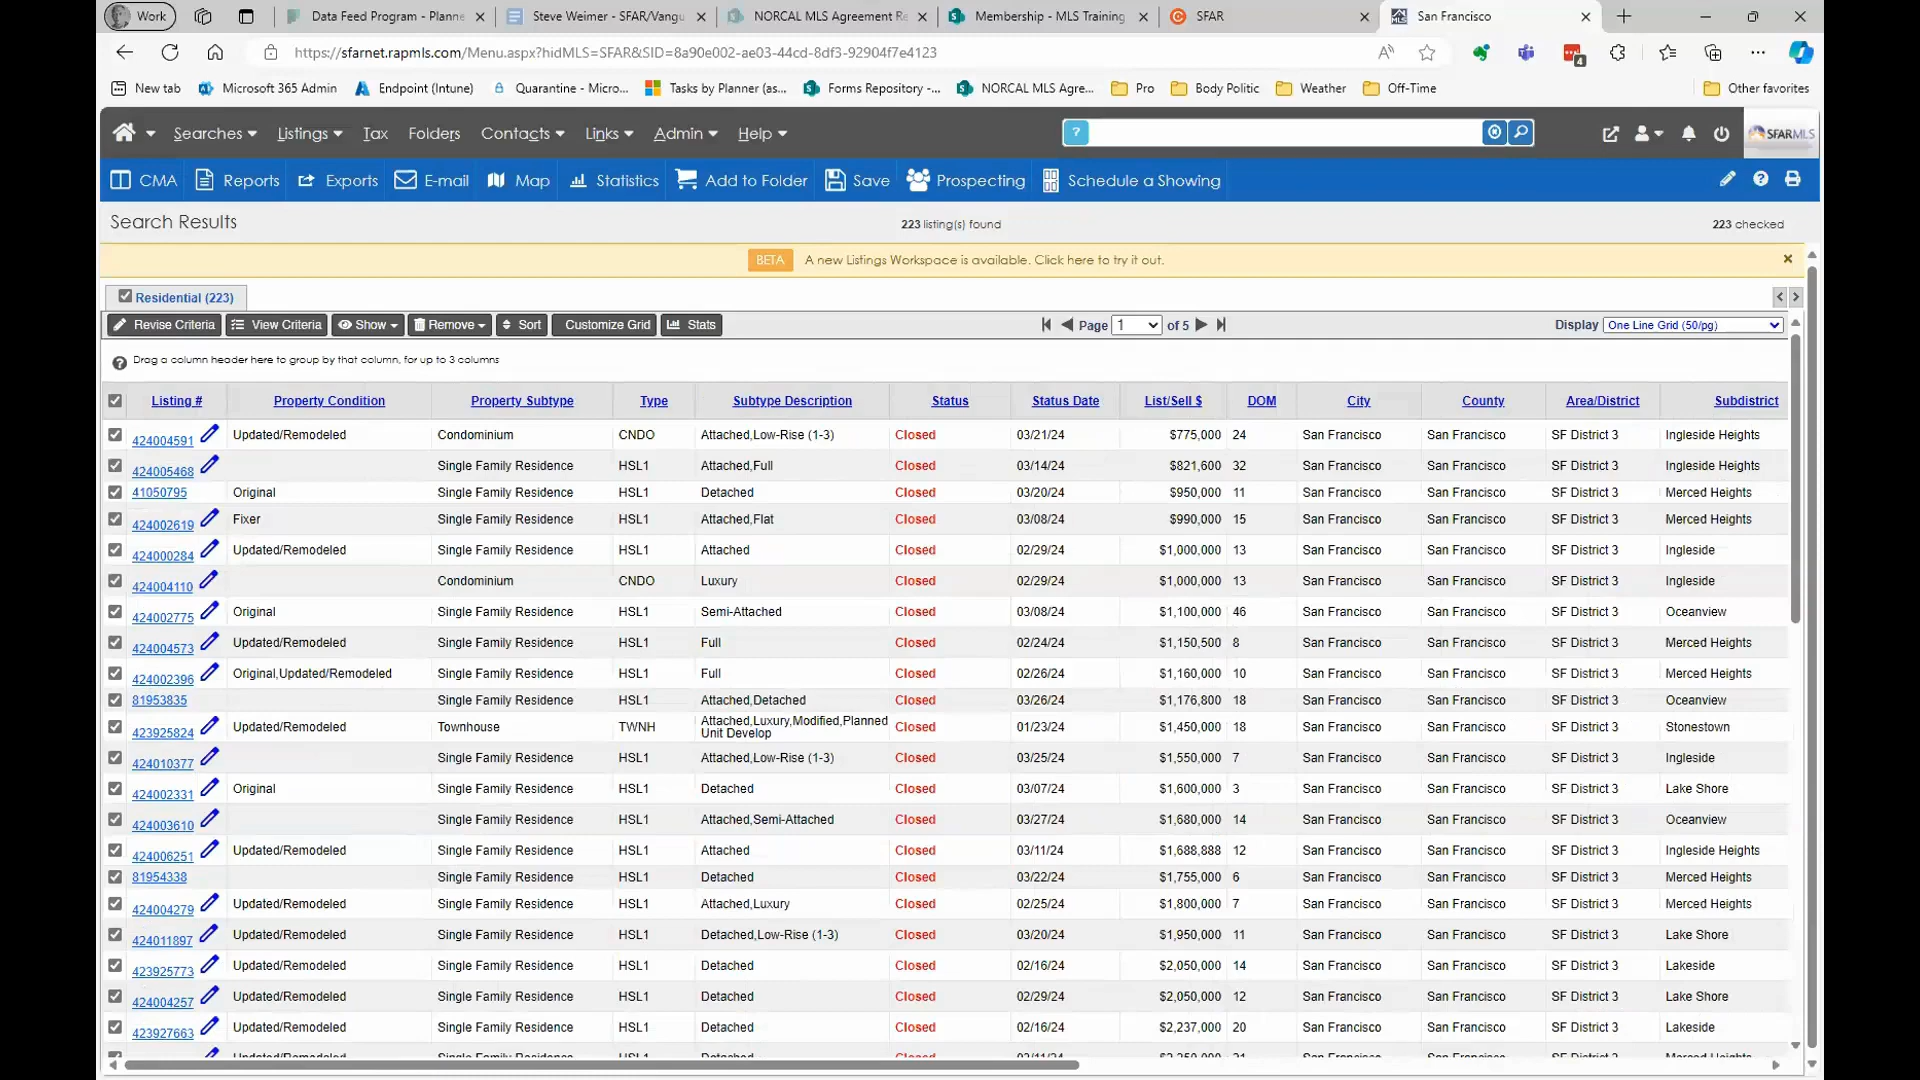 Work
Data Feed Program - Planne
Steve Weimer - SFAR/Vangu
NORCAL MLS Agreement Re
Membership - MLS Training
SFAR
San Francisco
https://sfarnet.rapmls.com/Menu.aspx?hidMLS=SFAR&SID=8a90e002-ae03-44cd-8df3-92904f7e4123
4
New tab Microsoft 365 Admin Endpoint (Intune) Quarantine - Micro... Tasks by Planner (as... Forms Repository -... NORCAL MLS Agre... Pro Body Politic Weather Off-Time Other favorites
Searches Listings Tax Folders Contacts Links Admin Help ? SFARMLS
CMA Reports Exports E-mail Map Statistics Add to Folder Save Prospecting Schedule a Showing
Search Results 223 listing(s) found 223 checked
BETA A new Listings Workspace is available. Click here to try it out.
Residential (223)
Revise Criteria View Criteria Show Remove Sort Customize Grid Stats Page 1 of 5 Display One Line Grid (50/pg)
Drag a column header here to group by that column, for up to 3 columns
Listing # Property Condition Property Subtype Type Subtype Description Status Status Date List/Sell $ DOM City County Area/District Subdistrict
424004591 Updated/Remodeled Condominium CNDO Attached,Low-Rise (1-3) Closed 03/21/24 $775,000 24 San Francisco San Francisco SF District 3 Ingleside Heights
424005468 Single Family Residence HSL1 Attached,Full Closed 03/14/24 $821,600 32 San Francisco San Francisco SF District 3 Ingleside Heights
41050795 Original Single Family Residence HSL1 Detached Closed 03/20/24 $950,000 11 San Francisco San Francisco SF District 3 Merced Heights
424002619 Fixer Single Family Residence HSL1 Attached,Flat Closed 03/08/24 $990,000 15 San Francisco San Francisco SF District 3 Merced Heights
424000284 Updated/Remodeled Single Family Residence HSL1 Attached Closed 02/29/24 $1,000,000 13 San Francisco San Francisco SF District 3 Ingleside
424004110 Condominium CNDO Luxury Closed 02/29/24 $1,000,000 13 San Francisco San Francisco SF District 3 Ingleside
424002775 Original Single Family Residence HSL1 Semi-Attached Closed 03/08/24 $1,100,000 46 San Francisco San Francisco SF District 3 Oceanview
424004573 Updated/Remodeled Single Family Residence HSL1 Full Closed 02/24/24 $1,150,500 8 San Francisco San Francisco SF District 3 Merced Heights
424002396 Original,Updated/Remodeled Single Family Residence HSL1 Full Closed 02/26/24 $1,160,000 10 San Francisco San Francisco SF District 3 Merced Heights
81953835 Single Family Residence HSL1 Attached,Detached Closed 03/26/24 $1,176,800 18 San Francisco San Francisco SF District 3 Oceanview
423925824 Updated/Remodeled Townhouse TWNH Attached,Luxury,Modified,Planned Unit Develop Closed 01/23/24 $1,450,000 18 San Francisco San Francisco SF District 3 Stonestown
424010377 Single Family Residence HSL1 Attached,Low-Rise (1-3) Closed 03/25/24 $1,550,000 7 San Francisco San Francisco SF District 3 Ingleside
424002331 Original Single Family Residence HSL1 Detached Closed 03/07/24 $1,600,000 3 San Francisco San Francisco SF District 3 Lake Shore
424003610 Single Family Residence HSL1 Attached,Semi-Attached Closed 03/27/24 $1,680,000 14 San Francisco San Francisco SF District 3 Oceanview
424006251 Updated/Remodeled Single Family Residence HSL1 Attached Closed 03/11/24 $1,688,888 12 San Francisco San Francisco SF District 3 Ingleside Heights
81954338 Single Family Residence HSL1 Detached Closed 03/22/24 $1,755,000 6 San Francisco San Francisco SF District 3 Merced Heights
424004279 Updated/Remodeled Single Family Residence HSL1 Attached,Luxury Closed 02/25/24 $1,800,000 7 San Francisco San Francisco SF District 3 Merced Heights
424011897 Updated/Remodeled Single Family Residence HSL1 Detached,Low-Rise (1-3) Closed 03/20/24 $1,950,000 11 San Francisco San Francisco SF District 3 Lake Shore
423925773 Updated/Remodeled Single Family Residence HSL1 Detached Closed 02/16/24 $2,050,000 14 San Francisco San Francisco SF District 3 Lakeside
424004257 Updated/Remodeled Single Family Residence HSL1 Detached Closed 02/29/24 $2,050,000 12 San Francisco San Francisco SF District 3 Lake Shore
423927663 Updated/Remodeled Single Family Residence HSL1 Detached Closed 02/16/24 $2,237,000 20 San Francisco San Francisco SF District 3 Lakeside